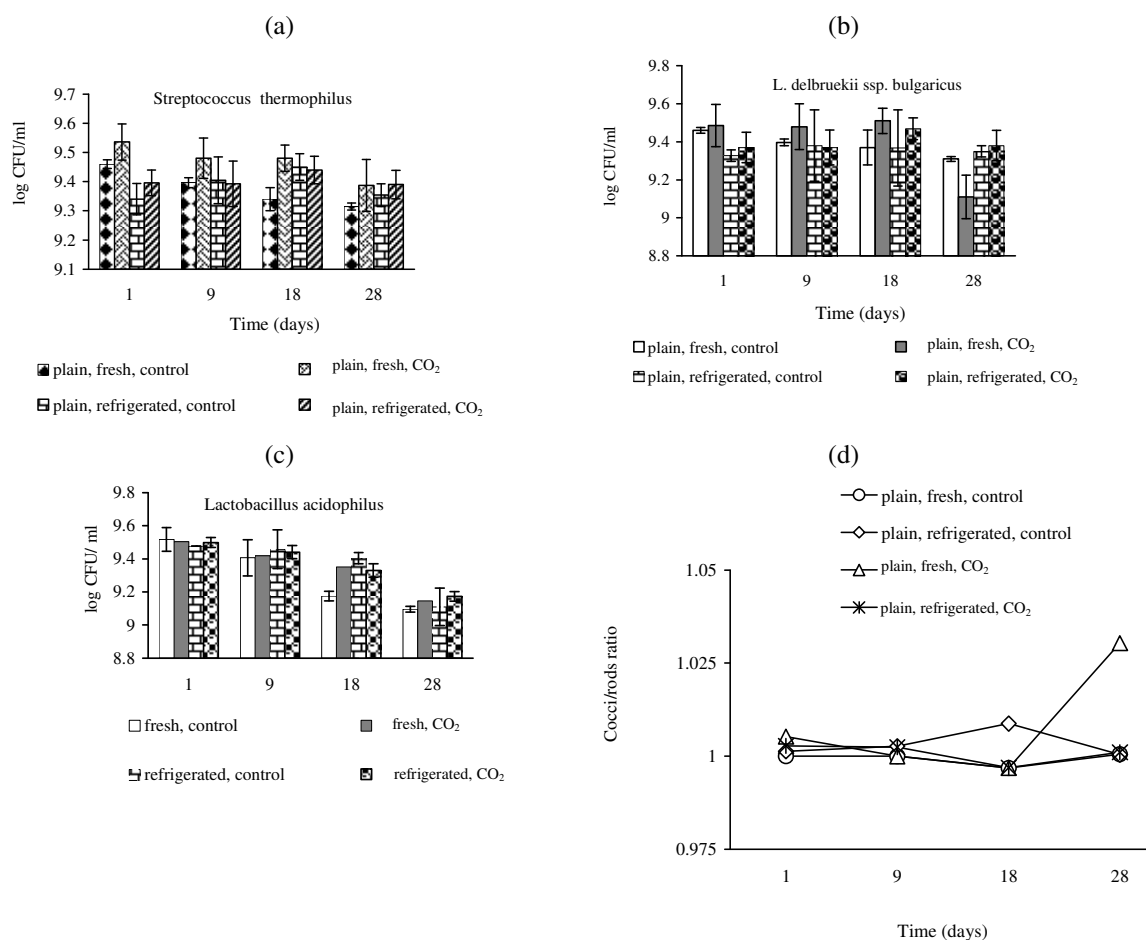 (a)
Streptococcus thermophilus
log CFU/ml
9.7
9.6
9.5
9.4
9.3
9.2
9.1
1 9 18 28
Time (days)
plain, fresh, control
plain, fresh, CO₂
plain, refrigerated, control
plain, refrigerated, CO₂
(b)
L. delbruekii ssp. bulgaricus
log CFU/ml
9.8
9.6
9.4
9.2
9
8.8
1 9 18 28
Time (days)
plain, fresh, control
plain, fresh, CO₂
plain, refrigerated, control
plain, refrigerated, CO₂
(c)
Lactobacillus acidophilus
log CFU/ ml
9.8
9.6
9.4
9.2
9
8.8
1 9 18 28
fresh, control
fresh, CO₂
refrigerated, control
refrigerated, CO₂
(d)
plain, fresh, control
plain, refrigerated, control
plain, fresh, CO₂
plain, refrigerated, CO₂
Cocci/rods ratio
1.05
1.025
1
0.975
1 9 18 28
Time (days)